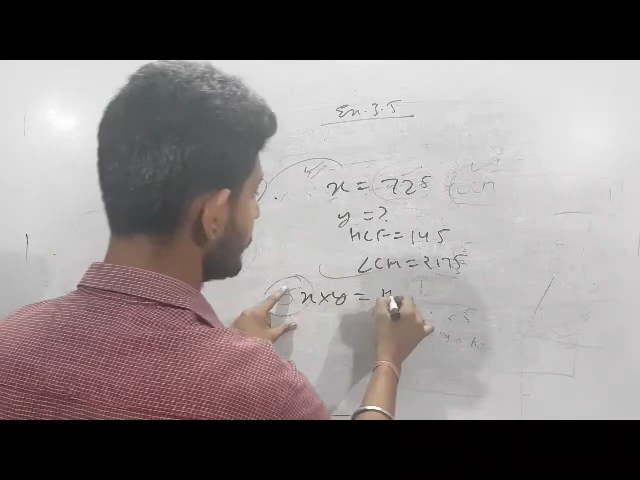 Ex. 3.5
x = 725
y = ?
HCF = 145
LCM = 2175
x × y = H